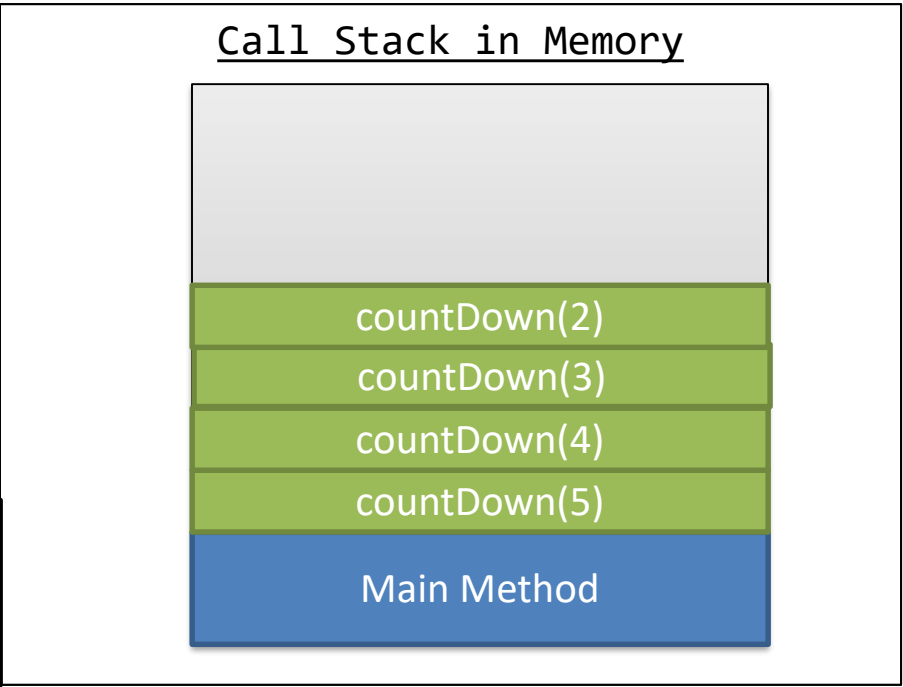 Call Stack in Memory
countDown(2)
countDown(3)
countDown(4)
countDown(5)
Main Method